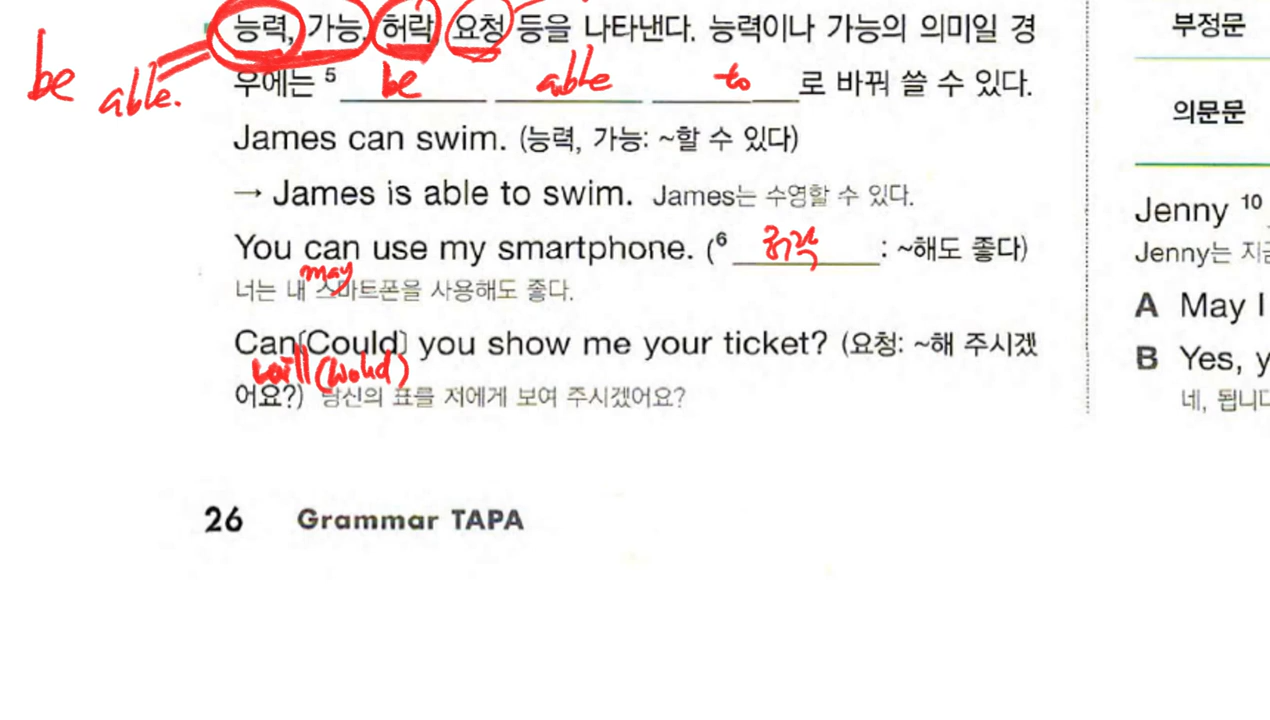 능력, 가능, 허락, 요청 등을 나타낸다. 능력이나 가능의 의미일 경
be able.
우에는 5 be able to 로 바꿔 쓸 수 있다.
James can swim. (능력, 가능: ~할 수 있다)
→ James is able to swim. James는 수영할 수 있다.
You can use my smartphone. (6 허락 : ~해도 좋다)
may
너는 내 스마트폰을 사용해도 좋다.
Can[Could] you show me your ticket? (요청: ~해 주시겠
will
어요?) 당신의 표를 저에게 보여 주시겠어요?
26 Grammar TAPA
부정문
의문문
Jenny 10
Jenny는
A May I
B Yes,
네,